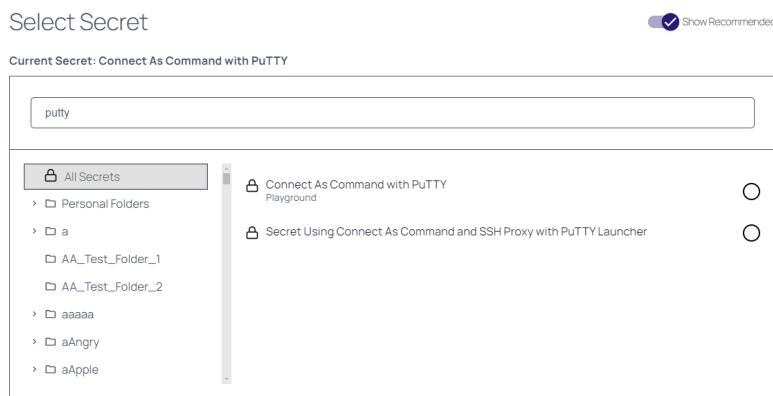 Select Secret
Show Recommended
Current Secret: Connect As Command with PuTTY
putty
All Secrets
Personal Folders
a
AA_Test_Folder_1
AA_Test_Folder_2
aaaaa
aAngry
aApple
Connect As Command with PuTTY
Playground
Secret Using Connect As Command and SSH Proxy with PuTTY Launcher